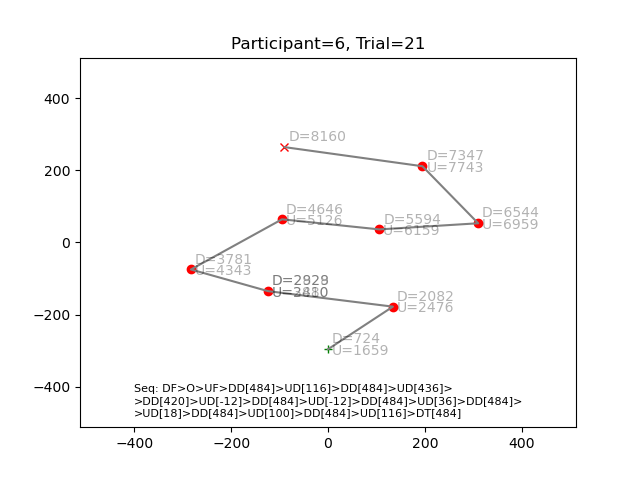 Participant=6, Trial=21
400
200
0
−200
−400
D=8160
D=7347
U=7743
D=6544
U=6959
D=4646
U=5126
D=5594
U=6159
D=3781
U=4343
D=2082
U=2476
D=724
U=1659
Seq: DF>O>UF>DD[484]>UD[116]>DD[484]>UD[436]>
>DD[420]>UD[-12]>DD[484]>UD[-12]>DD[484]>UD[36]>DD[484]>
>UD[18]>DD[484]>UD[100]>DD[484]>UD[116]>DT[484]
−400 −200 0 200 400